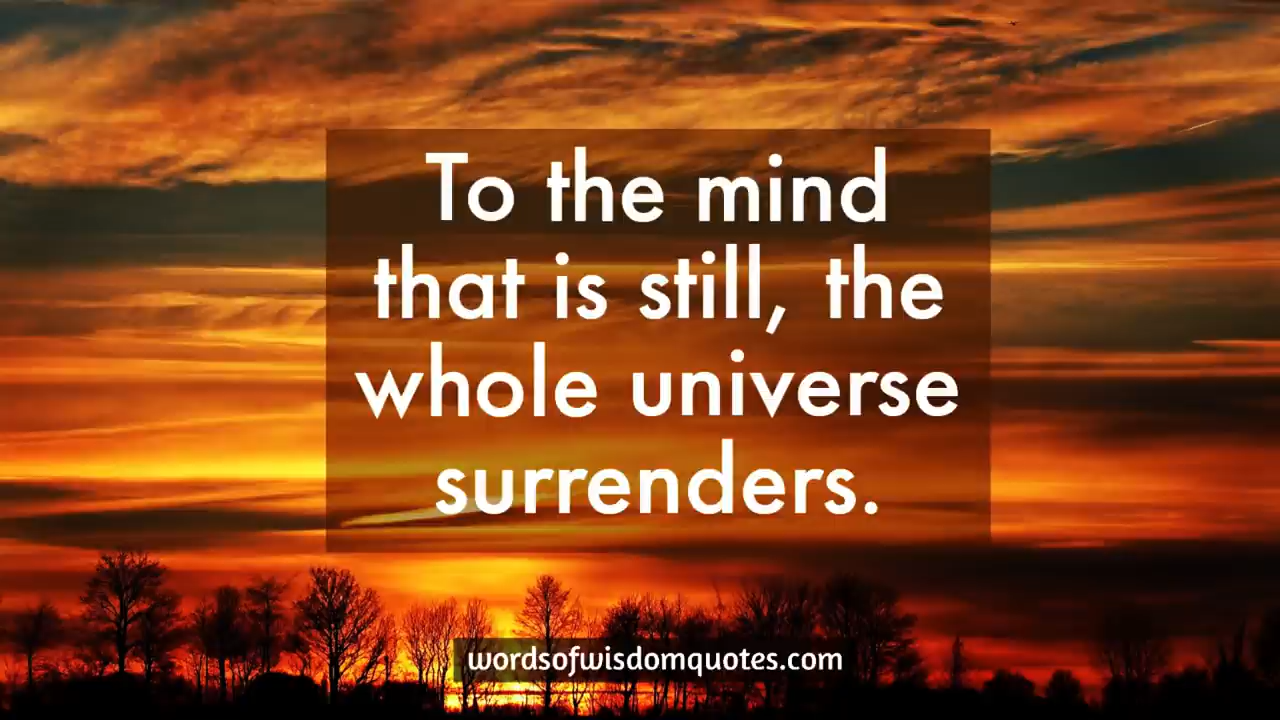 To the mind
that is still, the
whole universe
surrenders.
wordsofwisdomquotes.com